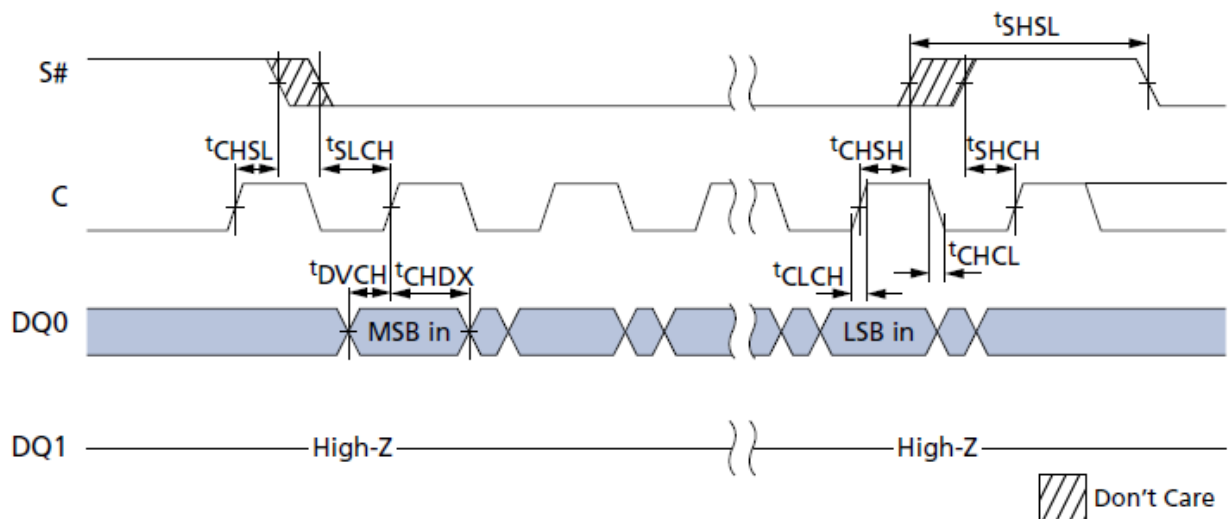 tSHSL
S#
tCHSL
tSLCH
tCHSH
tSHCH
C
tCHCL
tDVCH
tCHDX
tCLCH
DQ0
MSB in
LSB in
DQ1
High-Z
High-Z
Don't Care